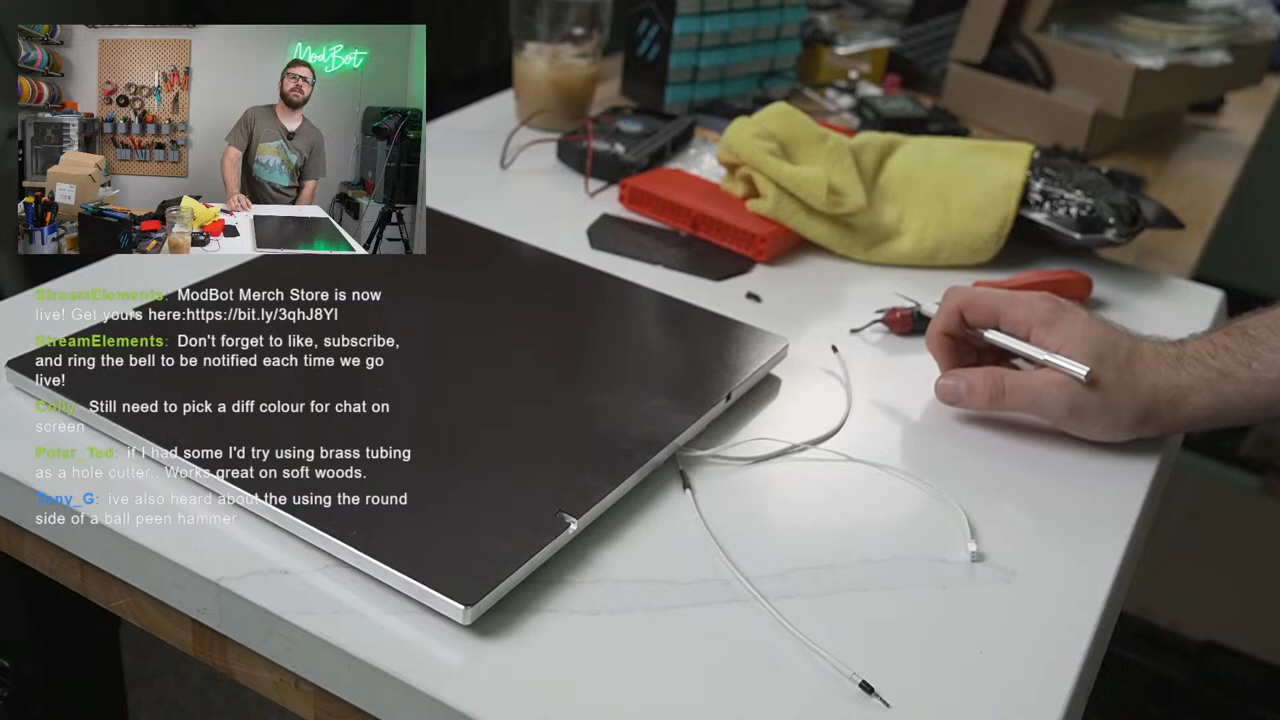 ModBot
StreamElements: ModBot Merch Store is now
live! Get yours here:https://bit.ly/3qhJ8YI
StreamElements: Don't forget to like, subscribe,
and ring the bell to be notified each time we go
live!
Colly: Still need to pick a diff colour for chat on
screen
Polar_Ted: if I had some I'd try using brass tubing
as a hole cutter.. Works great on soft woods.
Tony_G: ive also heard about the using the round
side of a ball peen hammer